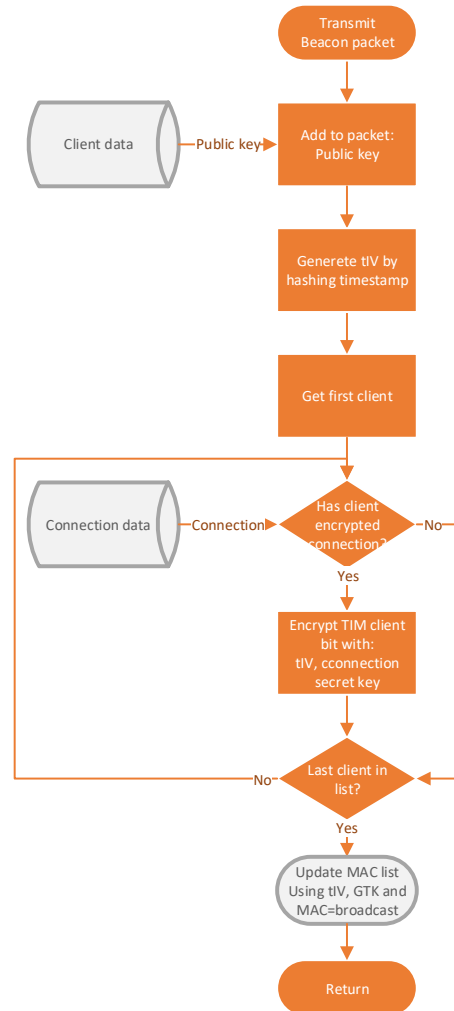 Transmit
Beacon packet
Client data
Public key
Add to packet:
Public key
Generete tIV by
hashing timestamp
Get first client
Connection data
Connection
Has client
encrypted
connection?
No
Yes
Encrypt TIM client
bit with:
tIV, cconnection
secret key
Last client in
list?
No
Yes
Update MAC list
Using tIV, GTK and
MAC=broadcast
Return